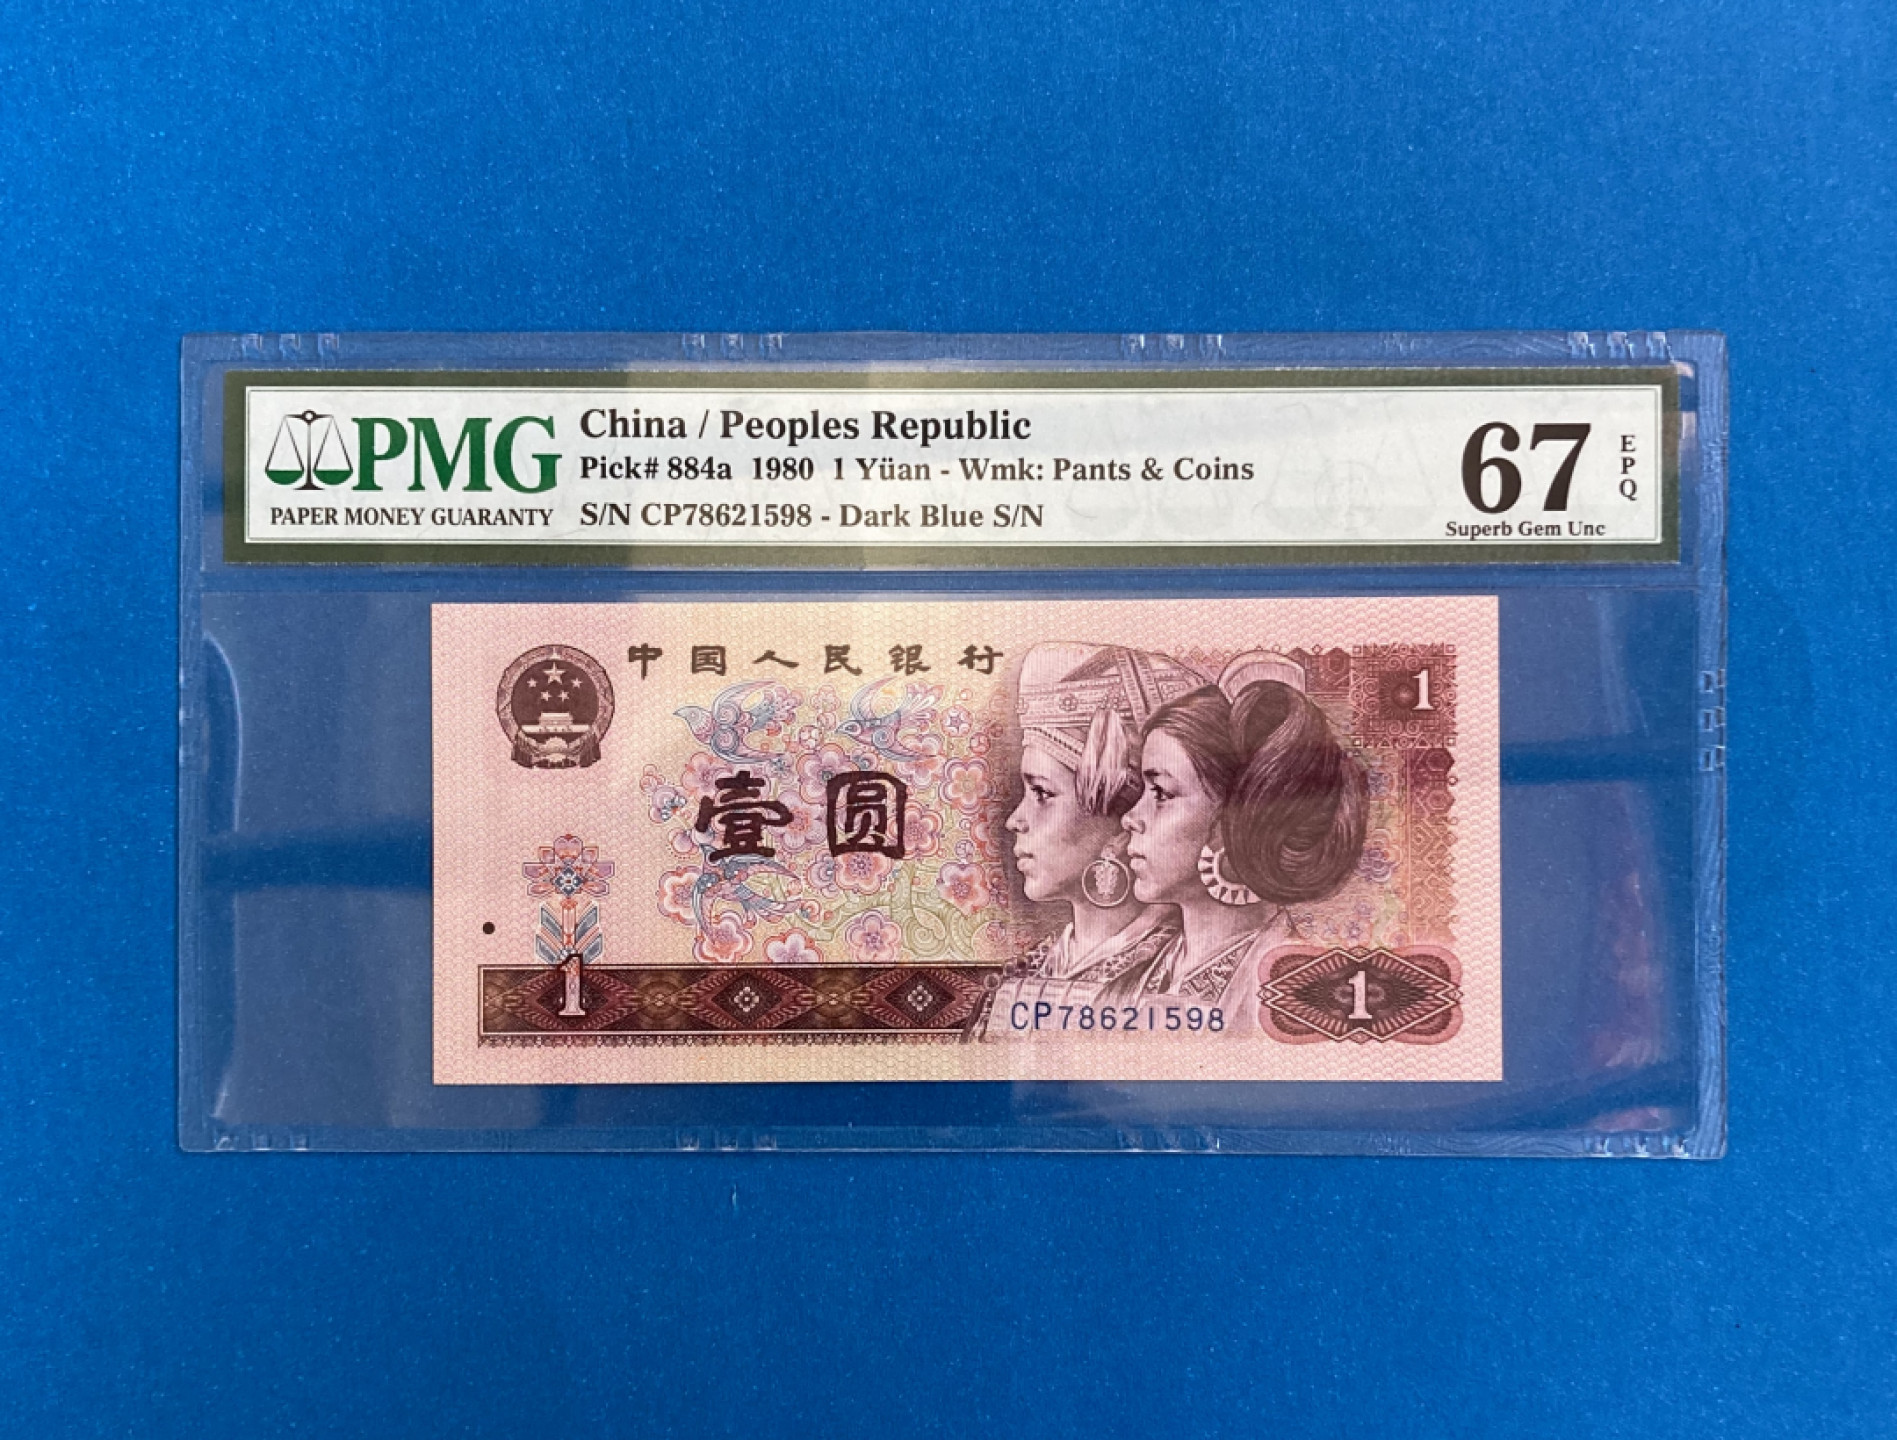 PMG
PAPER MONEY GUARANTY
China / Peoples Republic
Pick# 884a 1980 1 Yüan - Wmk: Pants & Coins
S/N CP78621598 - Dark Blue S/N
67
EPQ
Superb Gem Unc
中国人民银行
1
壹圆
1
CP78621598
1